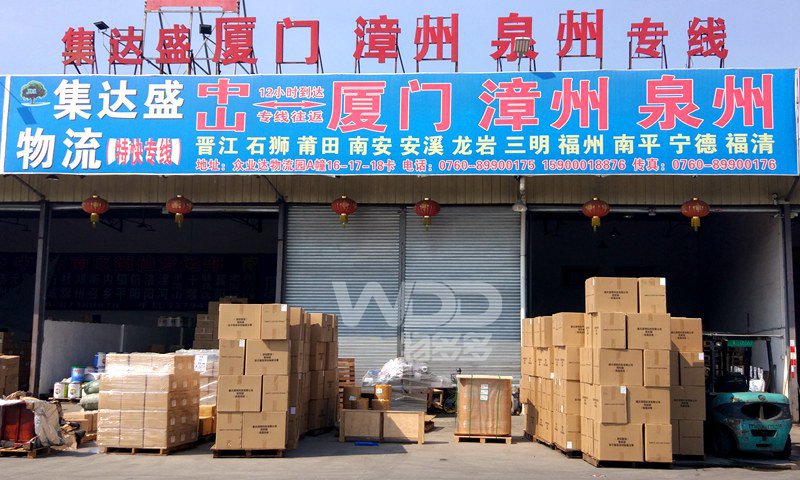 集达盛 厦门 漳州 泉州 专线
集达盛 中山 12小时到达 专线往返 厦门 漳州 泉州
物流 特快专线 晋江 石狮 莆田 南安 安溪 龙岩 三明 福州 南平 宁德 福清
地址：众业达物流园A幢16-17-18卡 电话：0760-89900175 15900018876 传真：0760-89900176
WDD
物多多